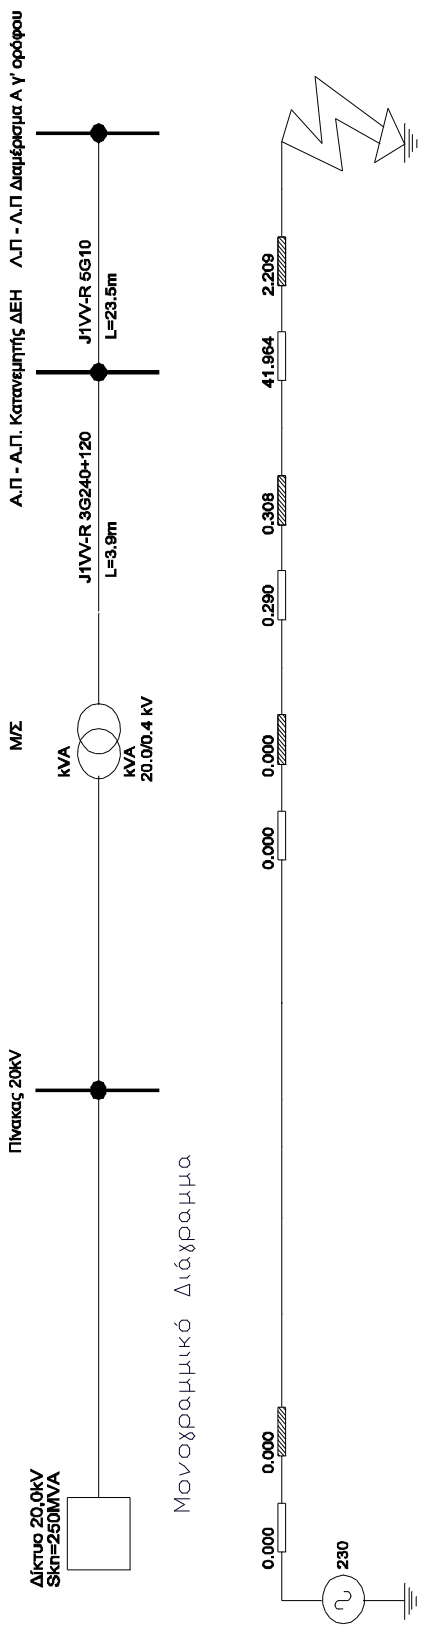 Δίκτυο 20,0kV
Skn=250MVA
Πίνακας 20kV
Μ/Σ
kVA
kVA
20.0/0.4 kV
Α.Π - Α.Π. Κατανεμητής ΔΕΗ
J1VV-R 3G240+120
L=3.9m
Λ.Π - Λ.Π Διαμέρισμα Α γ' ορόφου
J1VV-R 5G10
L=23.5m
Μονογραμμικό Διάγραμμα
230
0.000
0.000
0.000
0.000
0.290
0.308
41.964
2.209